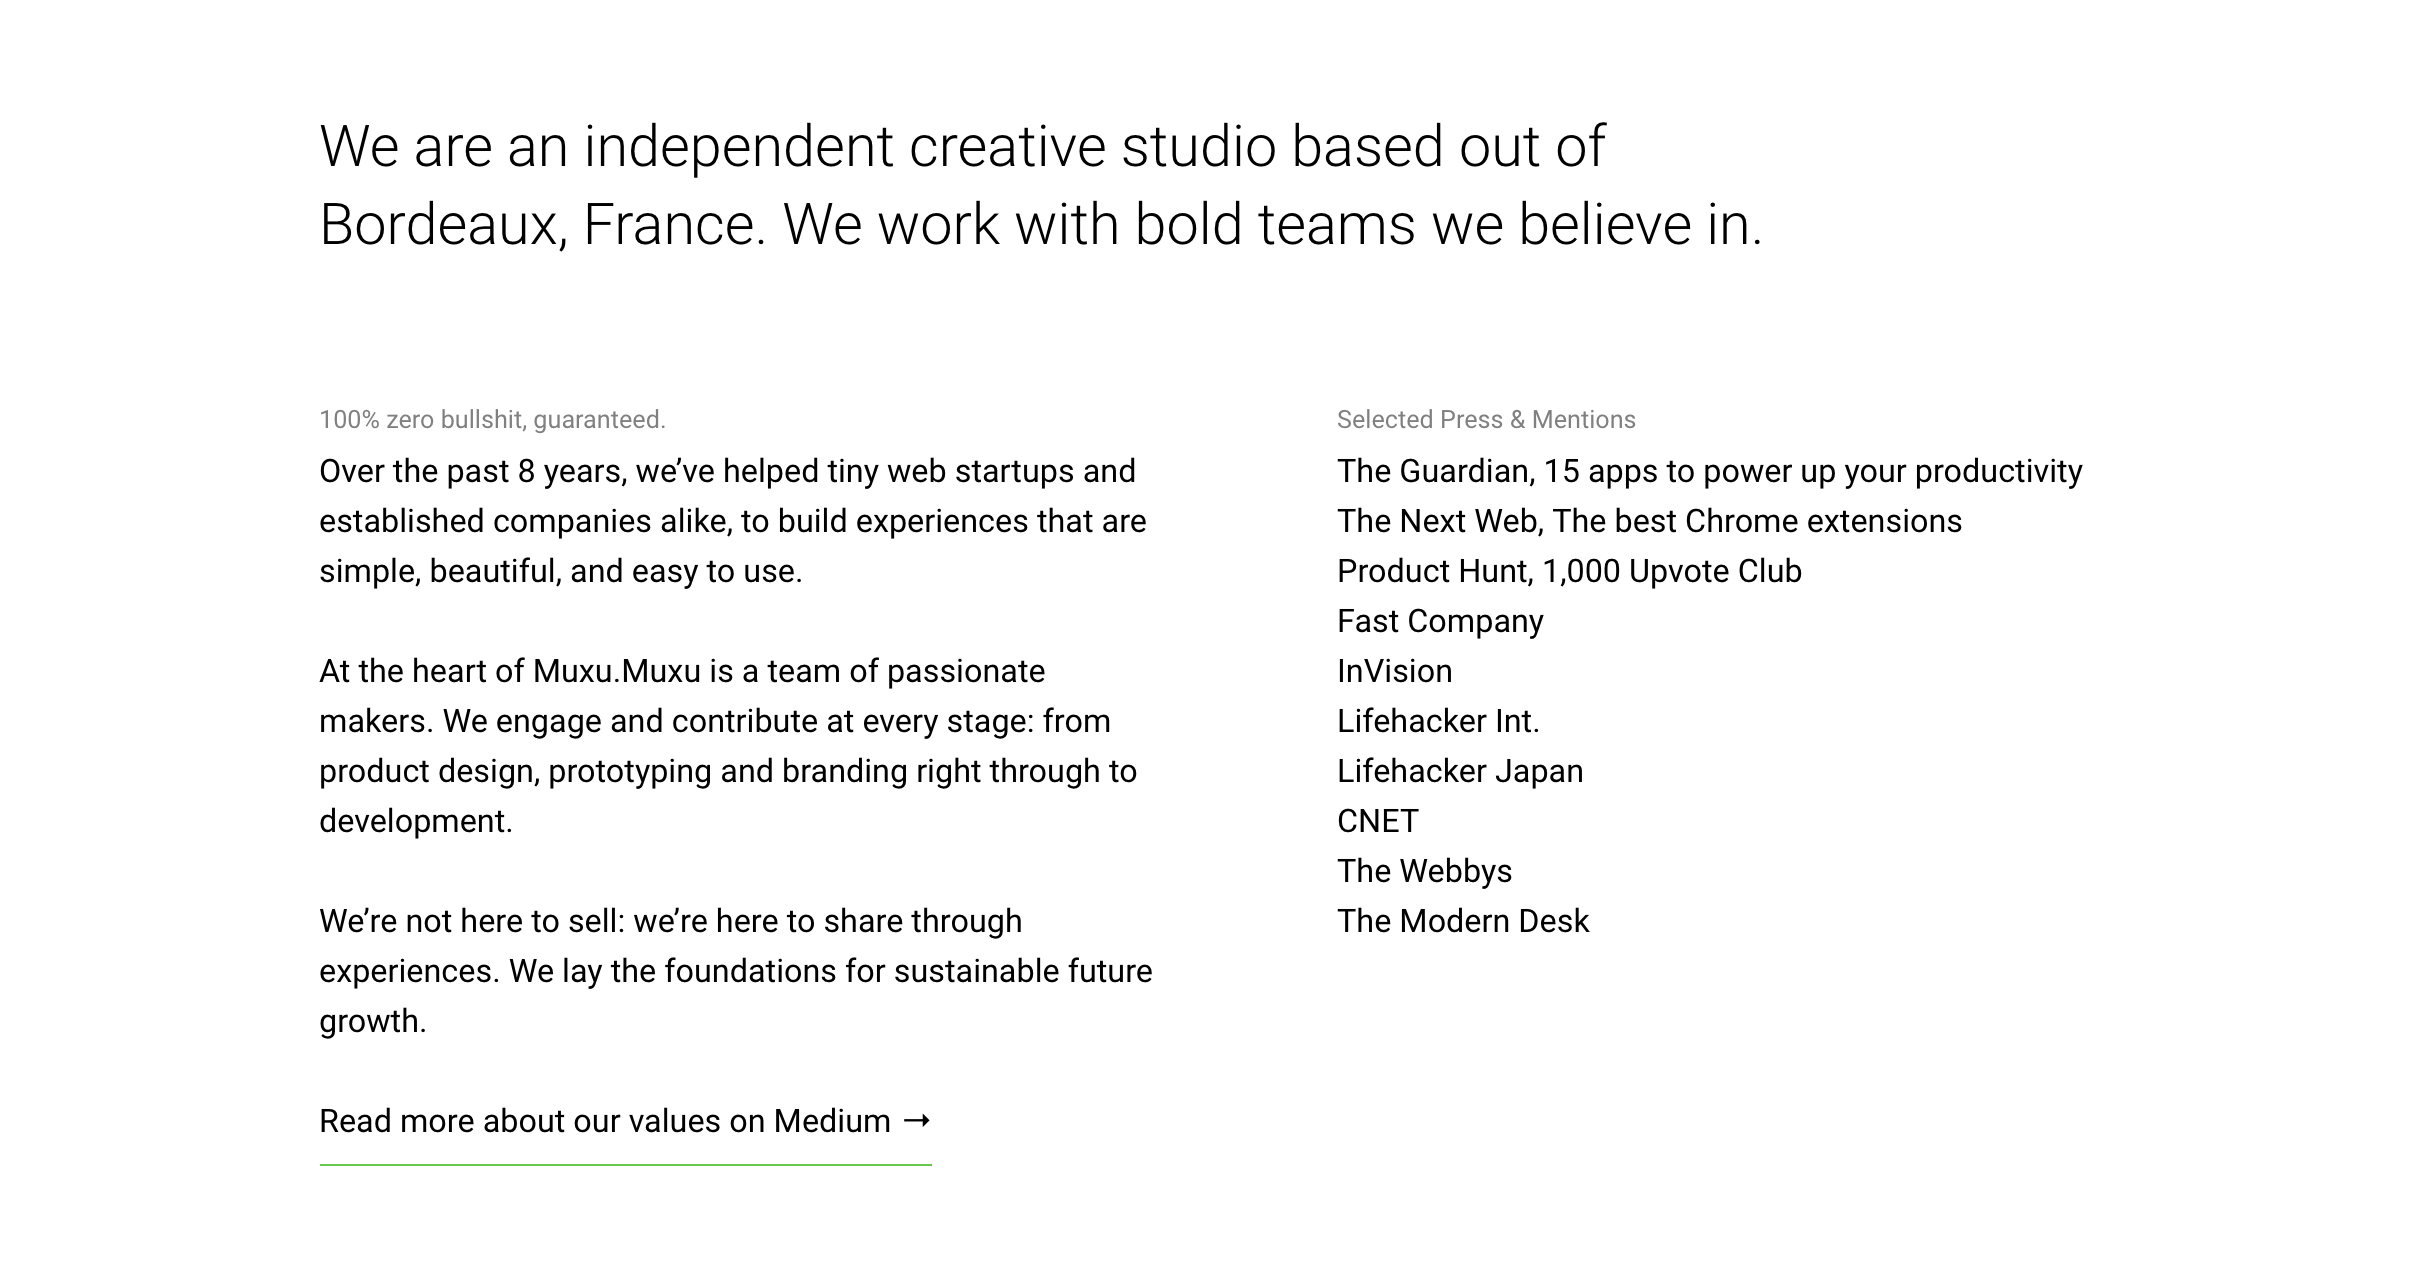 We are an independent creative studio based out of
Bordeaux, France. We work with bold teams we believe in.
100% zero bullshit, guaranteed.
Over the past 8 years, we’ve helped tiny web startups and
established companies alike, to build experiences that are
simple, beautiful, and easy to use.
At the heart of Muxu.Muxu is a team of passionate
makers. We engage and contribute at every stage: from
product design, prototyping and branding right through to
development.
We’re not here to sell: we’re here to share through
experiences. We lay the foundations for sustainable future
growth.
Read more about our values on Medium →
Selected Press & Mentions
The Guardian, 15 apps to power up your productivity
The Next Web, The best Chrome extensions
Product Hunt, 1,000 Upvote Club
Fast Company
InVision
Lifehacker Int.
Lifehacker Japan
CNET
The Webbys
The Modern Desk